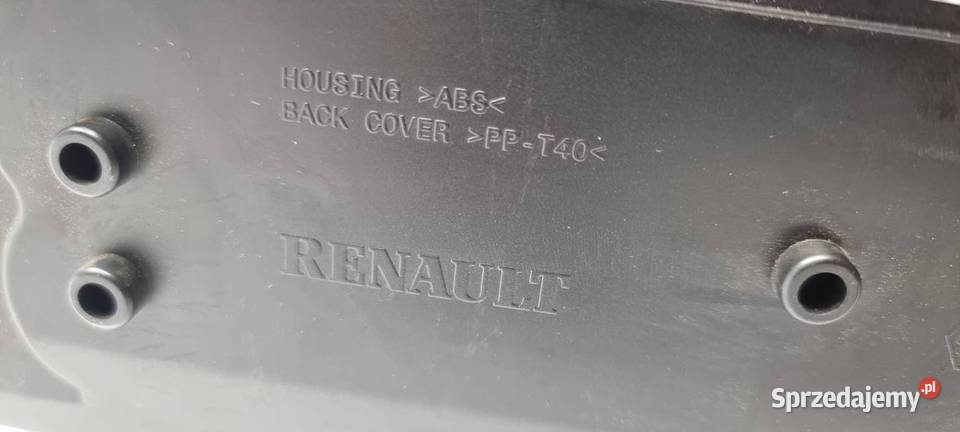 HOUSING >ABS<
BACK COVER >PP-T40<
RENAULT
Sprzedajemy.pl